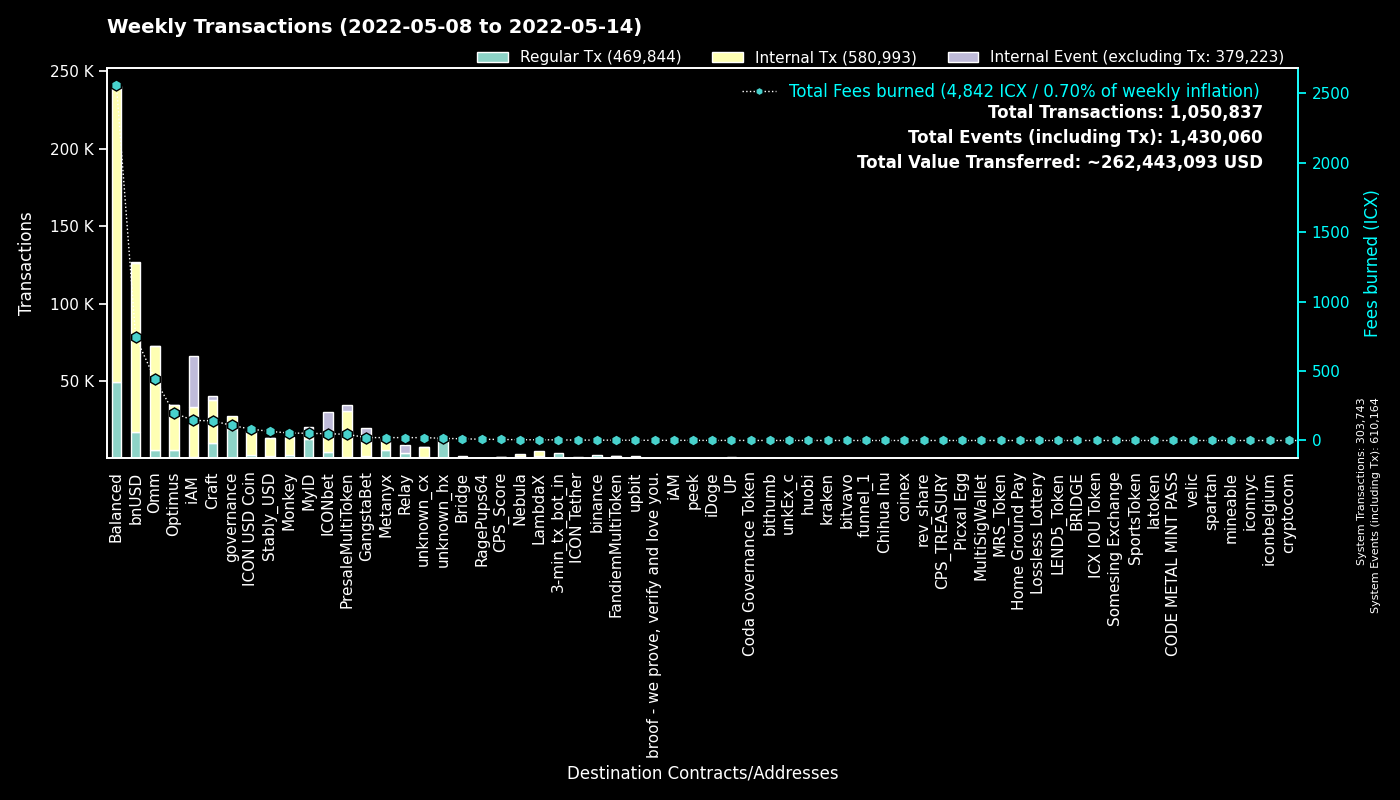 Weekly Transactions (2022-05-08 to 2022-05-14)
Regular Tx (469,844)
Internal Tx (580,993)
Internal Event (excluding Tx: 379,223)
Total Fees burned (4,842 ICX / 0.70% of weekly inflation)
Total Transactions: 1,050,837
Total Events (including Tx): 1,430,060
Total Value Transferred: ~262,443,093 USD
Transactions
250 K
200 K
150 K
100 K
50 K
2500
2000
1500
1000
500
0
Fees burned (ICX)
System Transactions: 303,743
System Events (including Tx): 610,164
Balanced
bnUSD
Omm
Optimus
iAM
Craft
governance
ICON USD Coin
Stably_USD
Monkey
MyID
ICONbet
PresaleMultiToken
GangstaBet
Metanyx
Relay
unknown_cx
unknown_hx
Bridge
RagePups64
CPS_Score
Nebula
LambdaX
3-min_tx_bot_in
ICON_Tether
binance
FandiemMultiToken
upbit
broof - we prove, verify and love you.
iAM
peek
iDoge
UP
Coda Governance Token
bithumb
unkEx_c
huobi
kraken
bitvavo
funnel_1
Chihua Inu
coinex
rev_share
CPS_TREASURY
Picxal Egg
MultiSigWallet
MRS_Token
Home Ground Pay
Lossless Lottery
LEND5_Token
BRIDGE
ICX IOU Token
Somesing Exchange
SportsToken
latoken
CODE METAL MINT PASS
velic
spartan
mineable
iconnyc
iconbelgium
cryptocom
Destination Contracts/Addresses